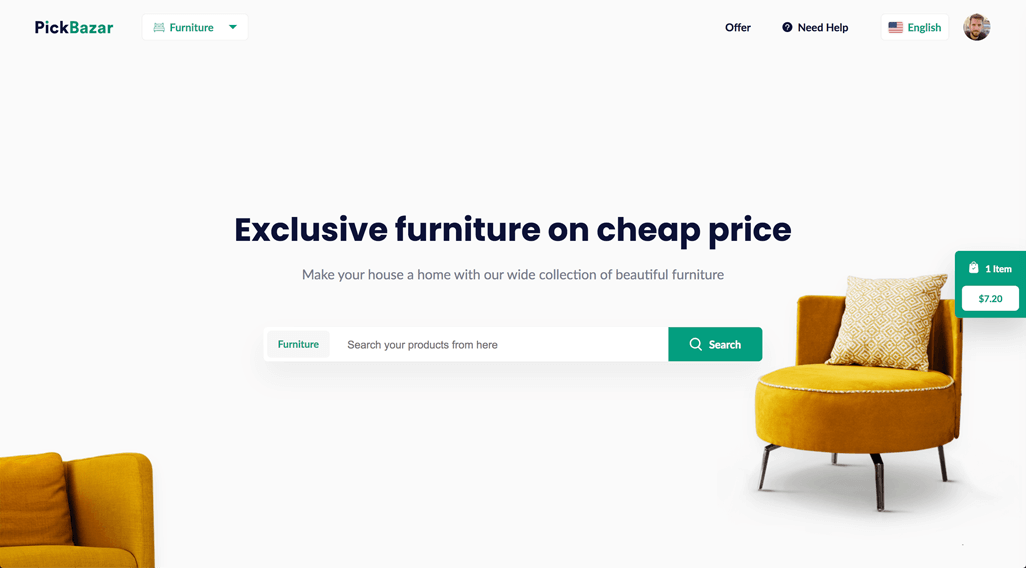 PickBazar
Furniture
Offer
Need Help
English
Exclusive furniture on cheap price
Make your house a home with our wide collection of beautiful furniture
1 Item
$7.20
Furniture
Search your products from here
Search